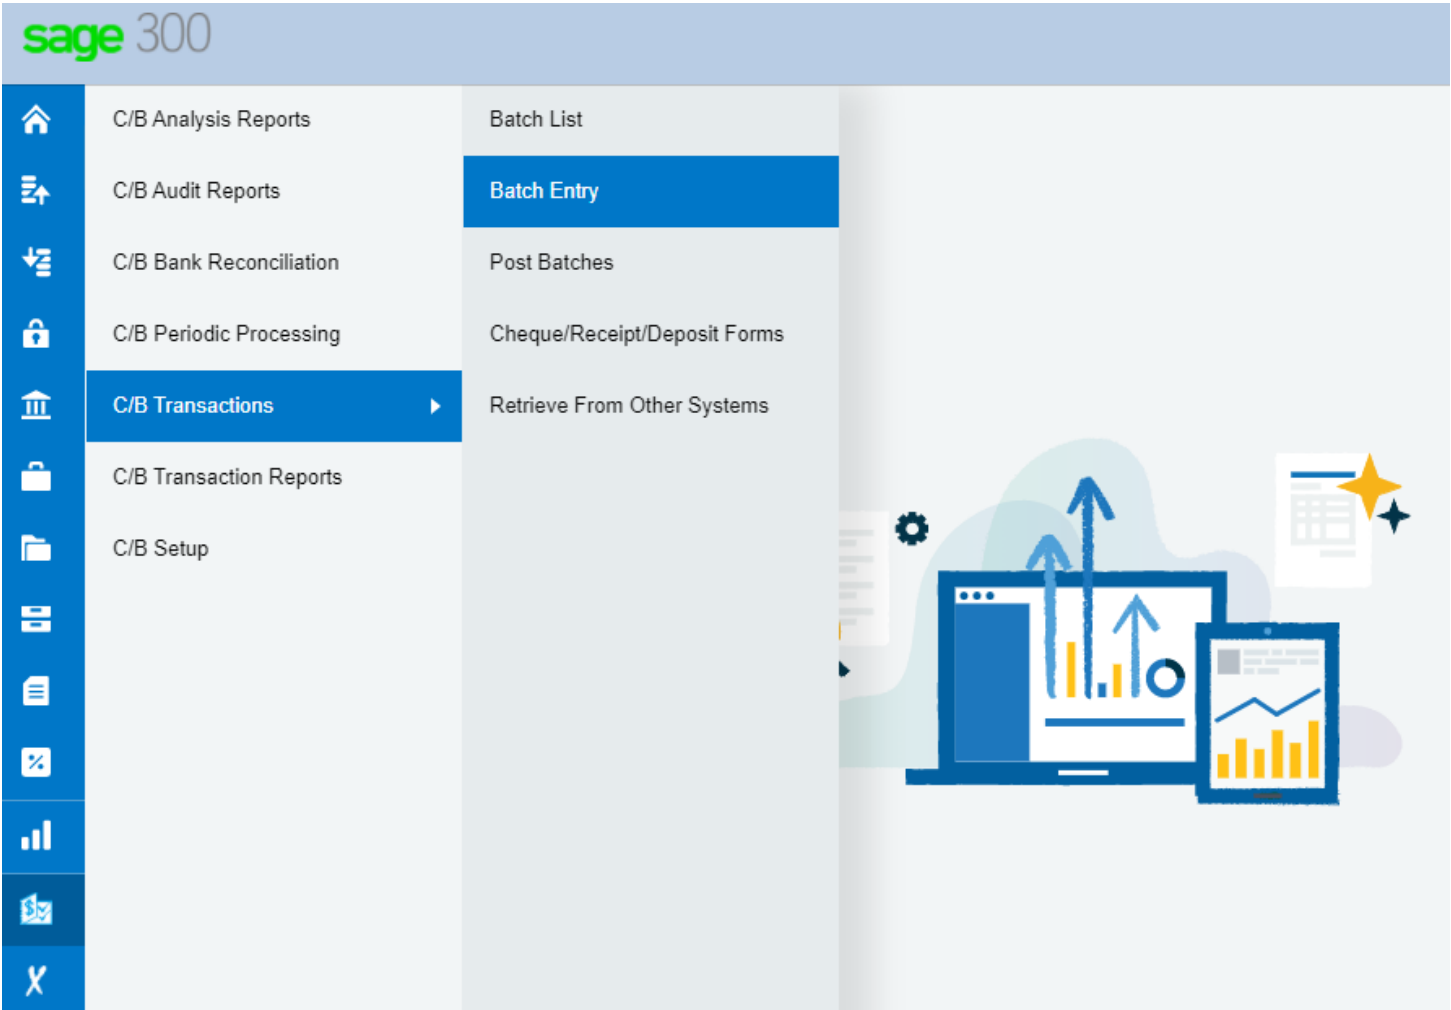 sage 300
C/B Analysis Reports
C/B Audit Reports
C/B Bank Reconciliation
C/B Periodic Processing
C/B Transactions
C/B Transaction Reports
C/B Setup
Batch List
Batch Entry
Post Batches
Cheque/Receipt/Deposit Forms
Retrieve From Other Systems